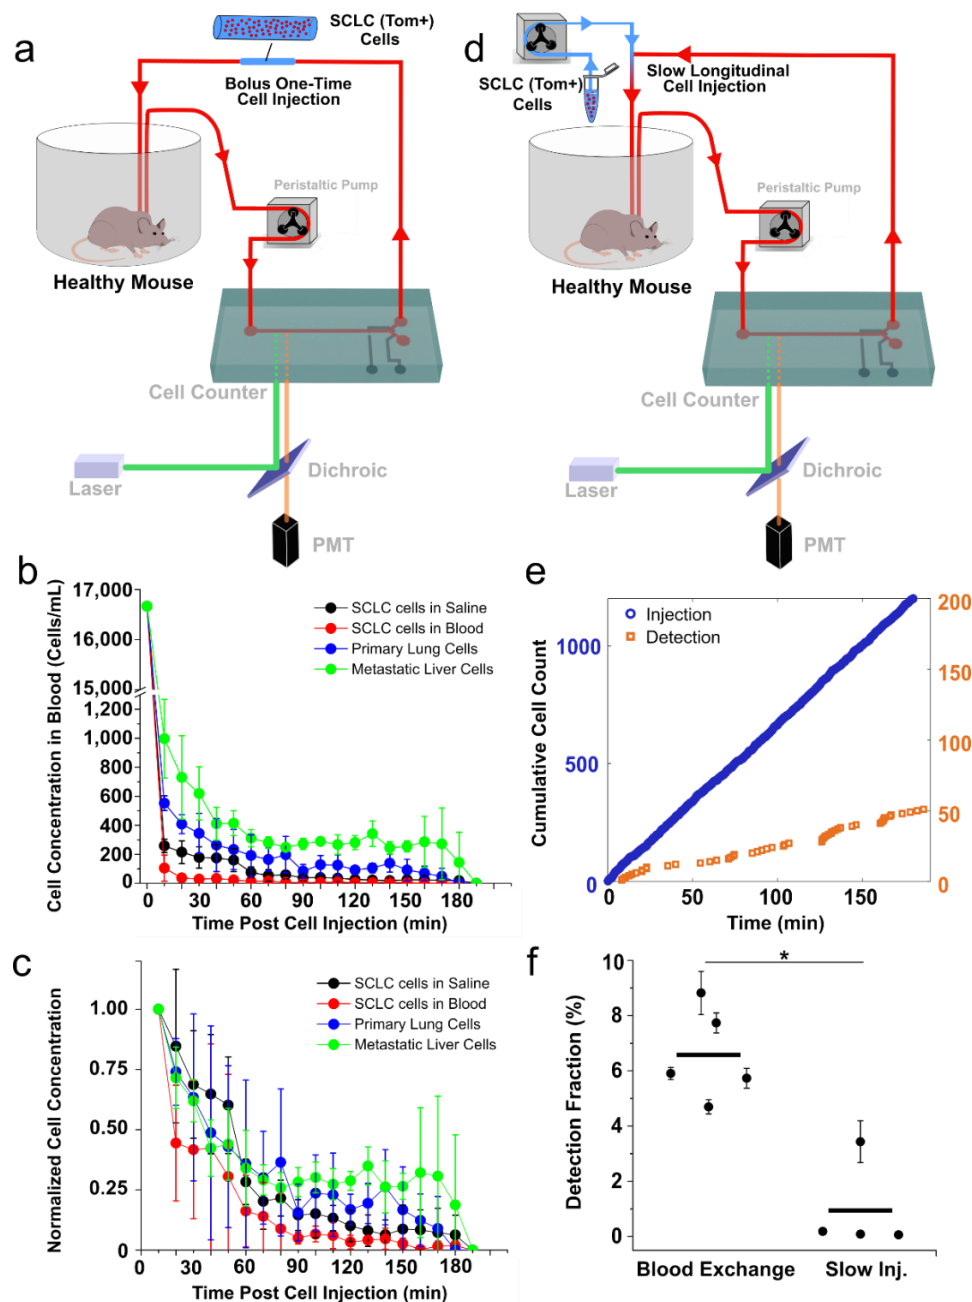 a
SCLC (Tom+)
Cells
Bolus One-Time
Cell Injection
Peristaltic Pump
Healthy Mouse
Cell Counter
Laser
Dichroic
PMT
d
SCLC (Tom+)
Cells
Slow Longitudinal
Cell Injection
Peristaltic Pump
Healthy Mouse
Cell Counter
Laser
Dichroic
PMT
b
Cell Concentration in Blood (Cells/mL)
17,000
16,000
15,000
1,200
1,000
800
600
400
200
0
SCLC cells in Saline
SCLC cells in Blood
Primary Lung Cells
Metastatic Liver Cells
0 30 60 90 120 150 180
Time Post Cell Injection (min)
c
Normalized Cell Concentration
1.00
0.75
0.50
0.25
0
SCLC cells in Saline
SCLC cells in Blood
Primary Lung Cells
Metastatic Liver Cells
0 30 60 90 120 150 180
Time Post Cell Injection (min)
e
Cumulative Cell Count
1000
500
0
Injection
Detection
200
150
100
50
0
0 50 100 150
Time (min)
f
Detection Fraction (%)
10
8
6
4
2
0
*
Blood Exchange Slow Inj.